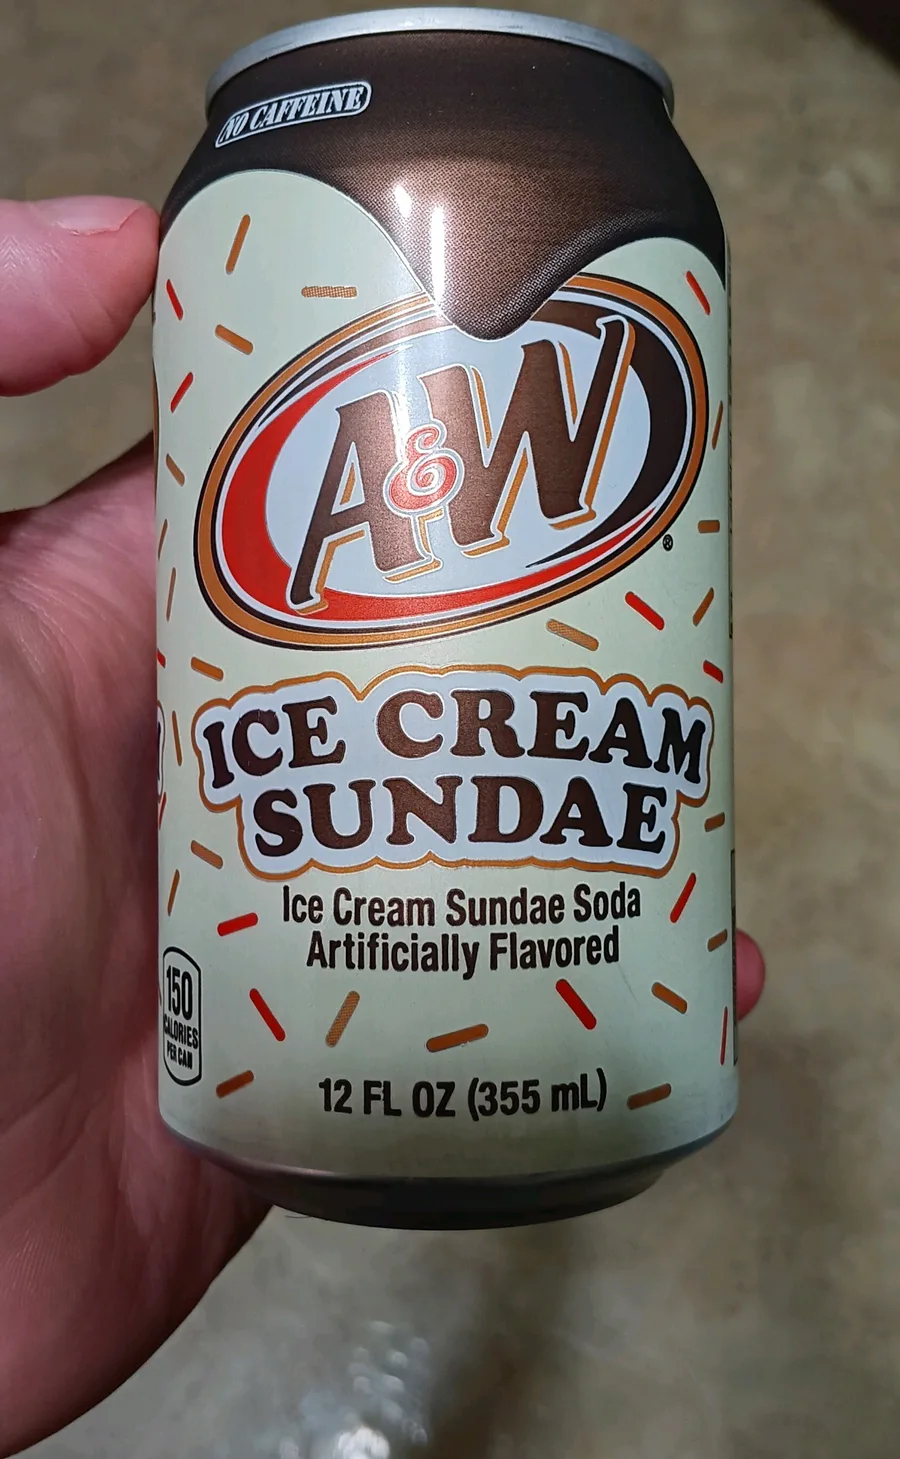 NO CAFFEINE
A&W
®
ICE CREAM
SUNDAE
Ice Cream Sundae Soda
Artificially Flavored
150
CALORIES
PER CAN
12 FL OZ (355 mL)